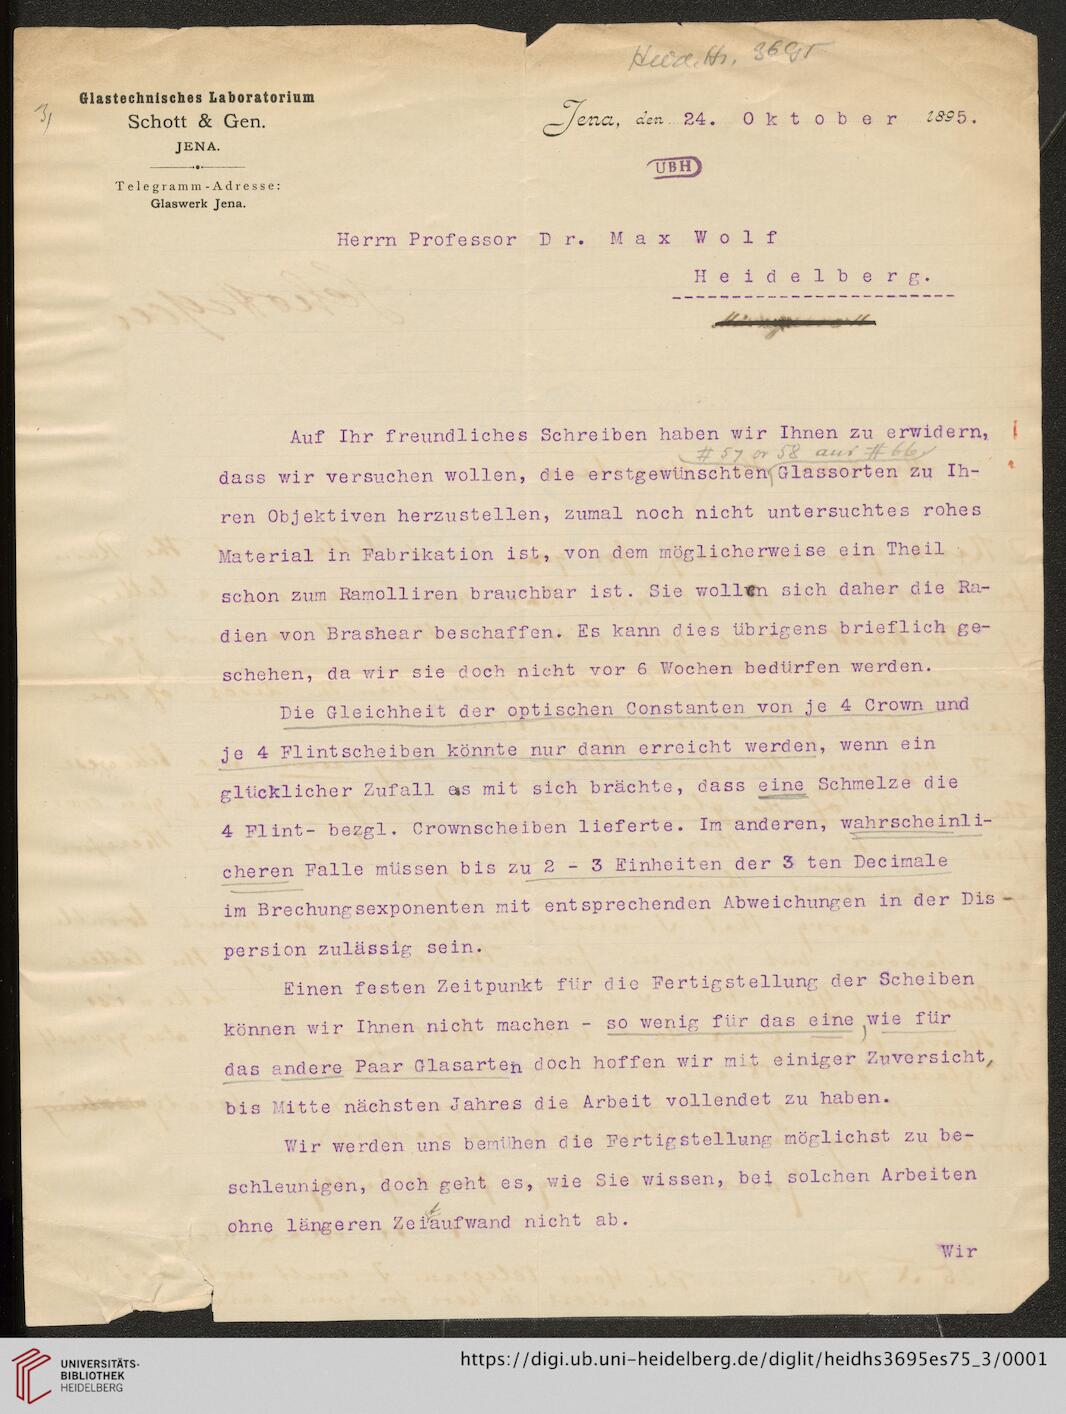 Heid. Hs. 3695
3,
Glastechnisches Laboratorium
Schott & Gen.
JENA.
Telegramm-Adresse:
Glaswerk Jena.
Jena, den 24. Oktober 1895.
UBH
Herrn Professor Dr. Max Wolf
Heidelberg.
Auf Ihr freundliches Schreiben haben wir Ihnen zu erwidern,
# 57 or 58 and # 66
dass wir versuchen wollen, die erstgewünschten Glassorten zu Ih-
ren Objektiven herzustellen, zumal noch nicht untersuchtes rohes
Material in Fabrikation ist, von dem möglicherweise ein Theil
schon zum Ramolliren brauchbar ist. Sie wollen sich daher die Ra-
dien von Brashear beschaffen. Es kann dies übrigens brieflich ge-
schehen, da wir sie doch nicht vor 6 Wochen bedürfen werden.
Die Gleichheit der optischen Constanten von je 4 Crown und
je 4 Flintscheiben könnte nur dann erreicht werden, wenn ein
glücklicher Zufall es mit sich brächte, dass eine Schmelze die
4 Flint- bezgl. Crownscheiben lieferte. Im anderen, wahrscheinli-
cheren Falle müssen bis zu 2 - 3 Einheiten der 3 ten Decimale
im Brechungsexponenten mit entsprechenden Abweichungen in der Dis-
persion zulässig sein.
Einen festen Zeitpunkt für die Fertigstellung der Scheiben
können wir Ihnen nicht machen - so wenig für das eine, wie für
das andere Paar Glasarten doch hoffen wir mit einiger Zuversicht,
bis Mitte nächsten Jahres die Arbeit vollendet zu haben.
Wir werden uns bemühen die Fertigstellung möglichst zu be-
schleunigen, doch geht es, wie Sie wissen, bei solchen Arbeiten
ohne längeren Zeitaufwand nicht ab.
Wir
UNIVERSITÄTS-
BIBLIOTHEK
HEIDELBERG
https://digi.ub.uni-heidelberg.de/diglit/heidhs3695es75_3/0001